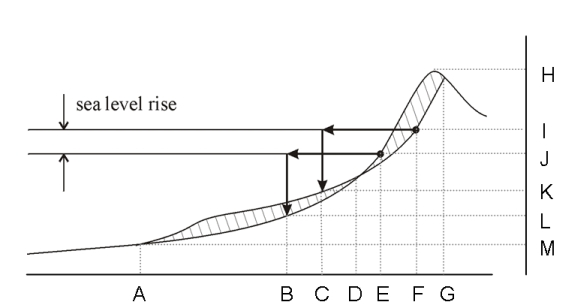 H
sea level rise
I
J
K
L
M
A B C D E F G